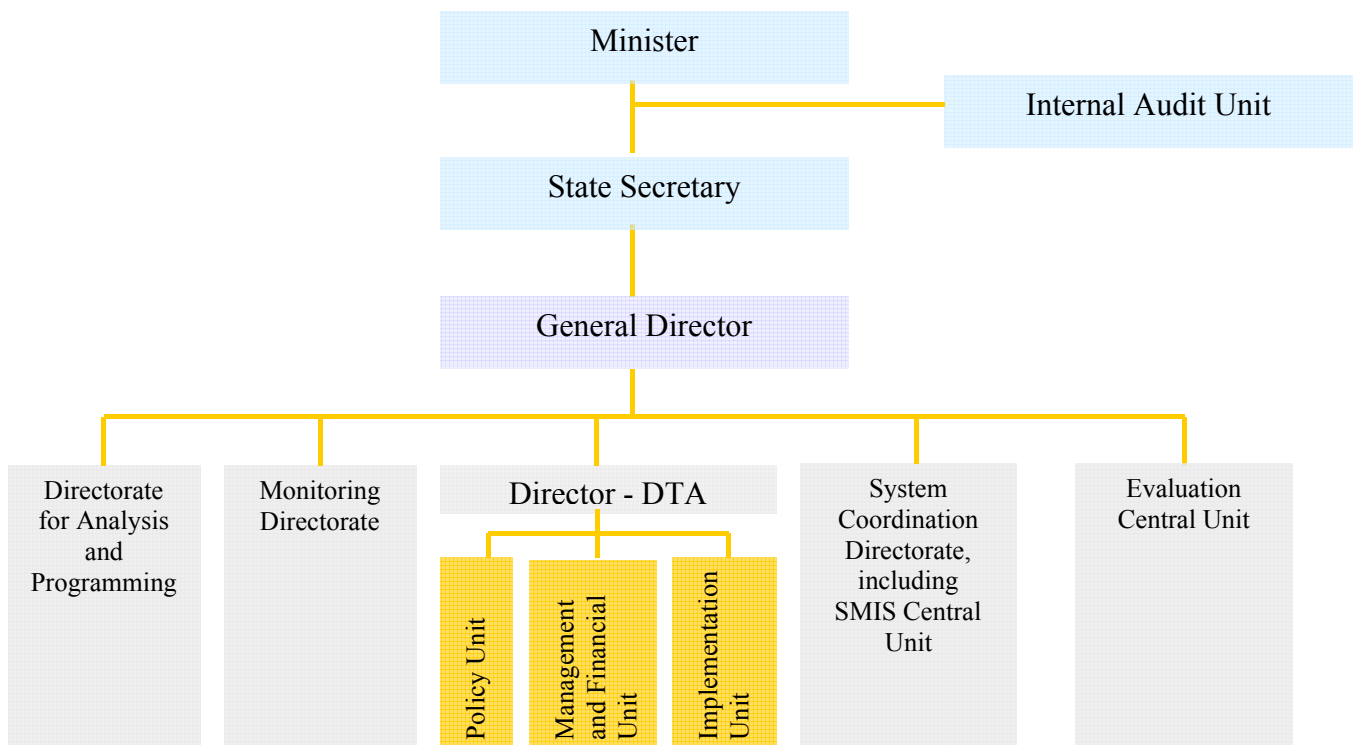 Minister
Internal Audit Unit
State Secretary
General Director
Directorate
for Analysis
and
Programming
Monitoring
Directorate
Director - DTA
Policy Unit
Management
and Financial
Unit
Implementation
Unit
System
Coordination
Directorate,
including
SMIS Central
Unit
Evaluation
Central Unit